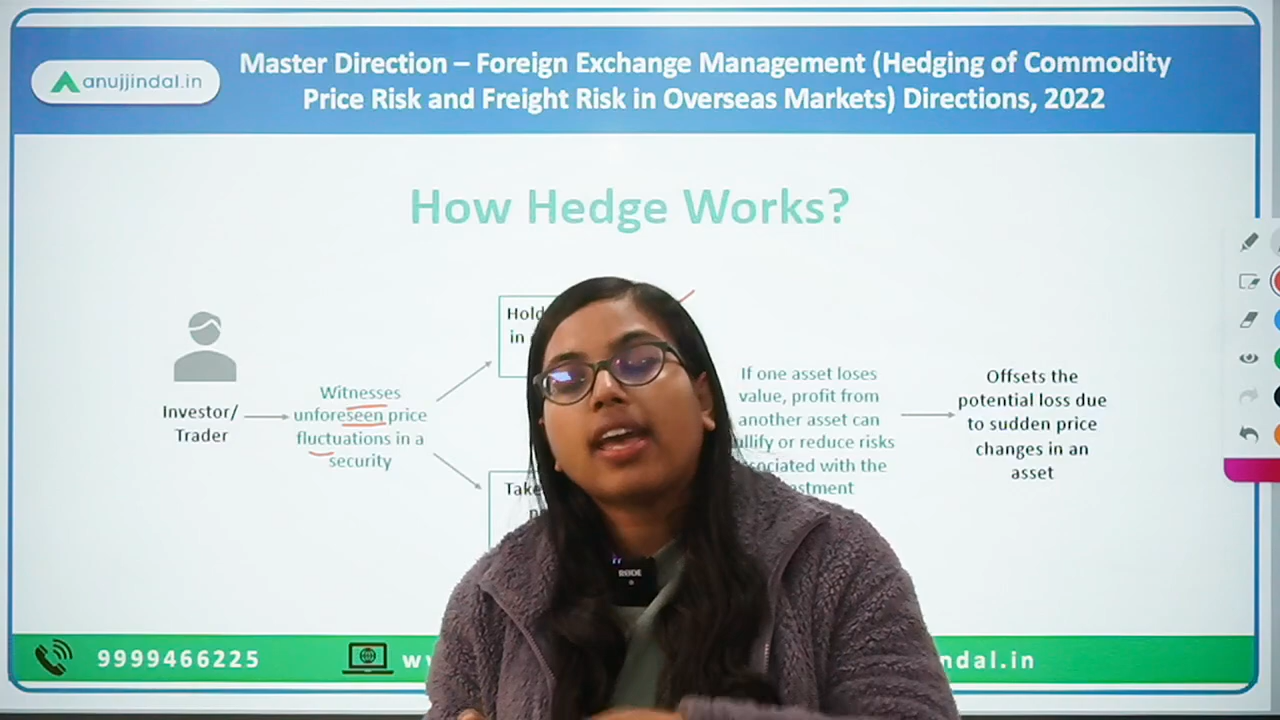 anujjindal.in
Master Direction – Foreign Exchange Management (Hedging of Commodity
Price Risk and Freight Risk in Overseas Markets) Directions, 2022
How Hedge Works?
Investor/
Trader
Witnesses
unforeseen price
fluctuations in a
security
Hold
in
Take
If one asset loses
value, profit from
another asset can
or reduce risks
with the
Offsets the
potential loss due
to sudden price
changes in an
asset
RODE
9999466225